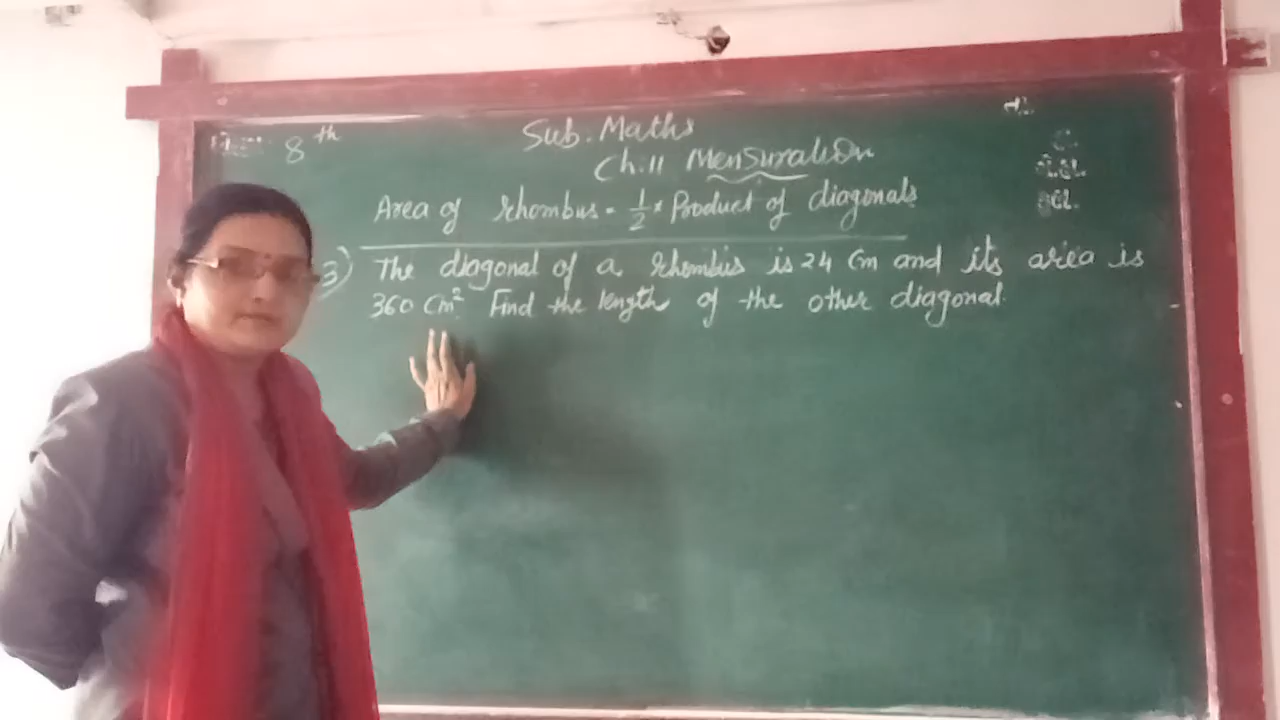 8th
Sub. Maths
Ch.11 Mensuration
Area of rhombus = 1/2 × Product of diagonals
3) The diagonal of a rhombus is 24 Cm and its area is
360 Cm². Find the length of the other diagonal.